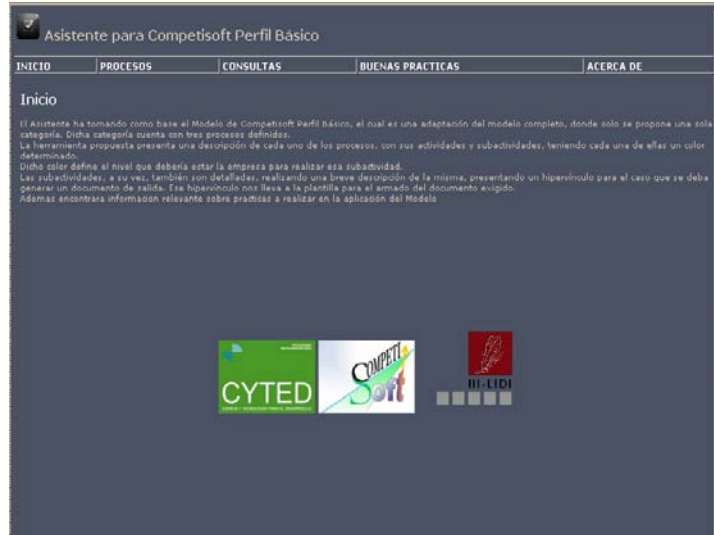 Asistente para Competisoft Perfil Básico
INICIO PROCESOS CONSULTAS BUENAS PRACTICAS ACERCA DE
Inicio
El Asistente ha tomando como base el Modelo de Competisoft Perfil Básico, el cual es una adaptación del modelo completo, donde solo se propone una sola
categoría. Dicha categoría cuenta con tres procesos definidos.
La herramienta propuesta presenta una descripción de cada uno de los procesos, con sus actividades y subactividades, teniendo cada una de ellas un color
determinado.
Dicho color define el nivel que debería estar la empresa para realizar esa subactividad.
Las subactividades, a su vez, también son detalladas, realizando una breve descripción de la misma, presentando un hipervínculo para el caso que se deba
generar un documento de salida. Ese hipervínculo nos lleva a la plantilla para el armado del documento exigido.
Ademas encontrara informacion relevante sobre practicas a realizar en la aplicación del Modelo
CYTED
COMPETI
Soft
III-LIDI